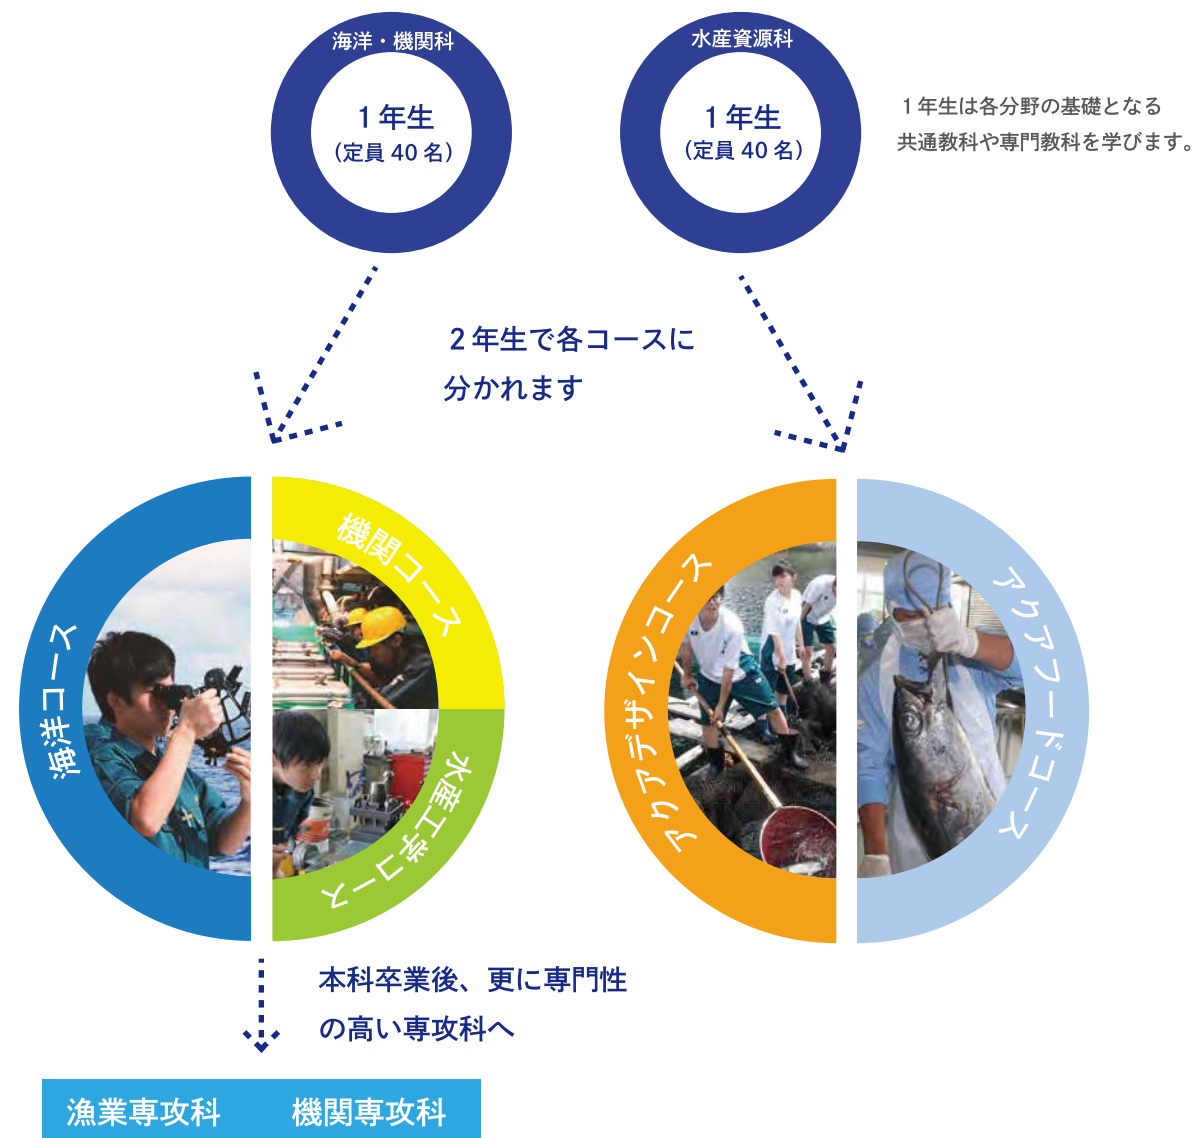 海洋・機関科
1年生
(定員 40 名)
水産資源科
1年生
(定員 40 名)
1年生は各分野の基礎となる
共通教科や専門教科を学びます。
2年生で各コースに
分かれます
海洋コース
機関コース
水産工学コース
アクアデザインコース
アクアフードコース
本科卒業後、更に専門性
の高い専攻科へ
漁業専攻科
機関専攻科